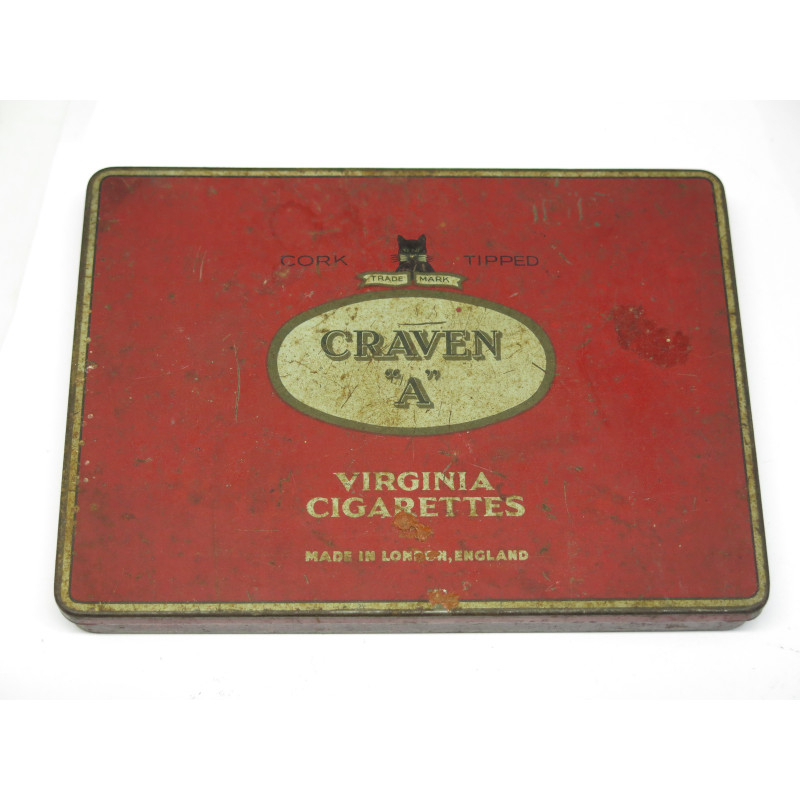 CORK TIPPED
TRADE MARK
CRAVEN
"A"
VIRGINIA
CIGARETTES
MADE IN LONDON, ENGLAND